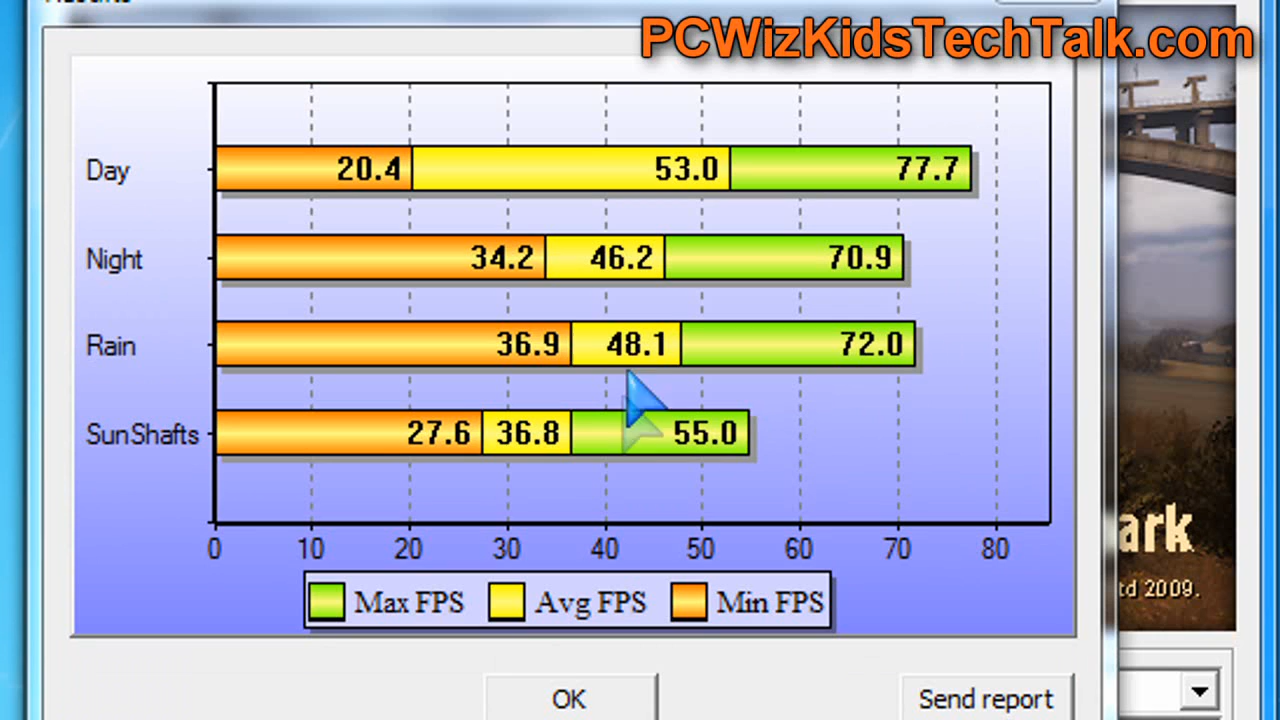 Results
PCWizKidsTechTalk.com
Day 20.4 53.0 77.7
Night 34.2 46.2 70.9
Rain 36.9 48.1 72.0
SunShafts 27.6 36.8 55.0
0 10 20 30 40 50 60 70 80
Max FPS Avg FPS Min FPS
ark
td 2009.
OK Send report